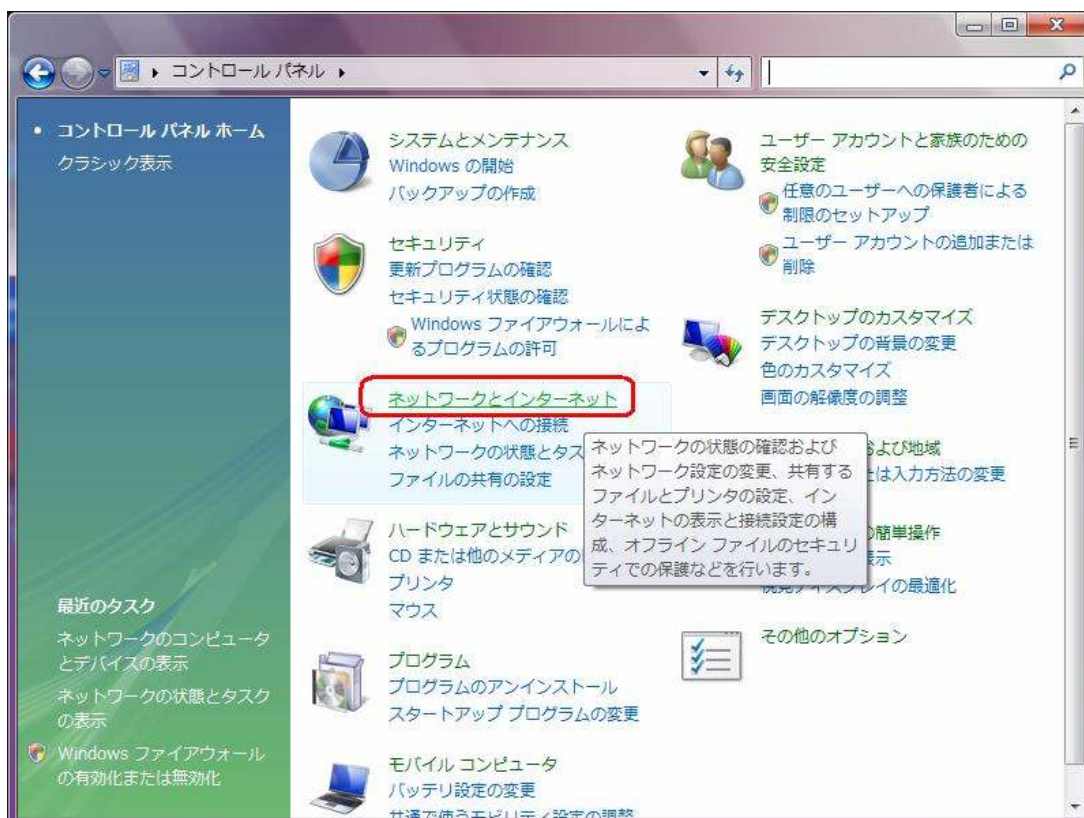 コントロール パネル
コントロール パネル ホーム
クラシック表示
最近のタスク
ネットワークのコンピュータ
とデバイスの表示
ネットワークの状態とタスク
の表示
Windows ファイアウォール
の有効化または無効化
システムとメンテナンス
Windows の開始
バックアップの作成
セキュリティ
更新プログラムの確認
セキュリティ状態の確認
Windows ファイアウォールによ
るプログラムの許可
ネットワークとインターネット
インターネットへの接続
ネットワークの状態とタス
ファイルの共有の設定
ハードウェアとサウンド
CD または他のメディアの
プリンタ
マウス
プログラム
プログラムのアンインストール
スタートアップ プログラムの変更
モバイル コンピュータ
バッテリ設定の変更
共通で使うモビリティ設定の調整
ユーザー アカウントと家族のための
安全設定
任意のユーザーへの保護者による
制限のセットアップ
ユーザー アカウントの追加または
削除
デスクトップのカスタマイズ
デスクトップの背景の変更
色のカスタマイズ
画面の解像度の調整
および地域
は入力方法の変更
の簡単操作
表示
視覚ディスプレイの最適化
その他のオプション
ネットワークの状態の確認および
ネットワーク設定の変更、共有する
ファイルとプリンタの設定、イン
ターネットの表示と接続設定の構
成、オフライン ファイルのセキュリ
ティでの保護などを行います。